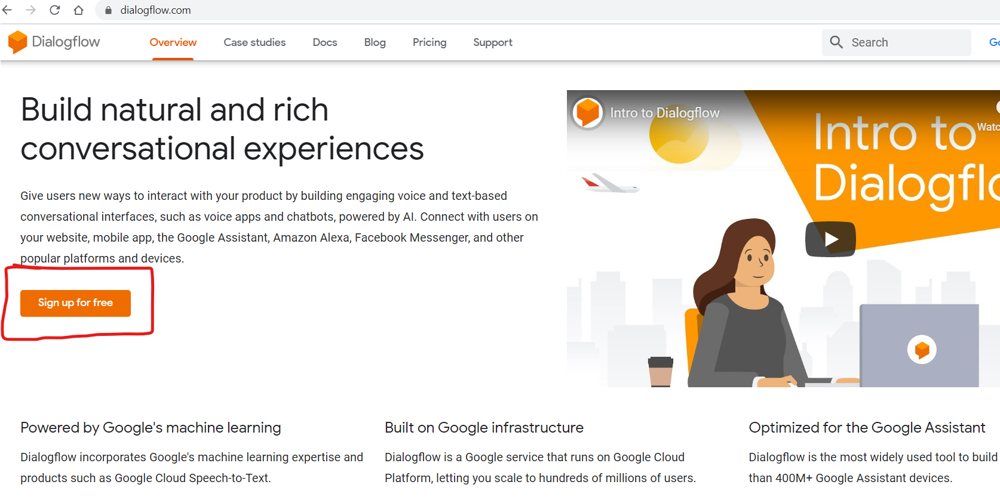 dialogflow.com
Dialogflow
Overview
Case studies
Docs
Blog
Pricing
Support
Search
Build natural and rich
conversational experiences
Give users new ways to interact with your product by building engaging voice and text-based
conversational interfaces, such as voice apps and chatbots, powered by AI. Connect with users on
your website, mobile app, the Google Assistant, Amazon Alexa, Facebook Messenger, and other
popular platforms and devices.
Sign up for free
Intro to Dialogflow
Intro to
Powered by Google's machine learning
Dialogflow incorporates Google's machine learning expertise and
products such as Google Cloud Speech-to-Text.
Built on Google infrastructure
Dialogflow is a Google service that runs on Google Cloud
Platform, letting you scale to hundreds of millions of users.
Optimized for the Google Assistant
Dialogflow is the most widely used tool to build
than 400M+ Google Assistant devices.